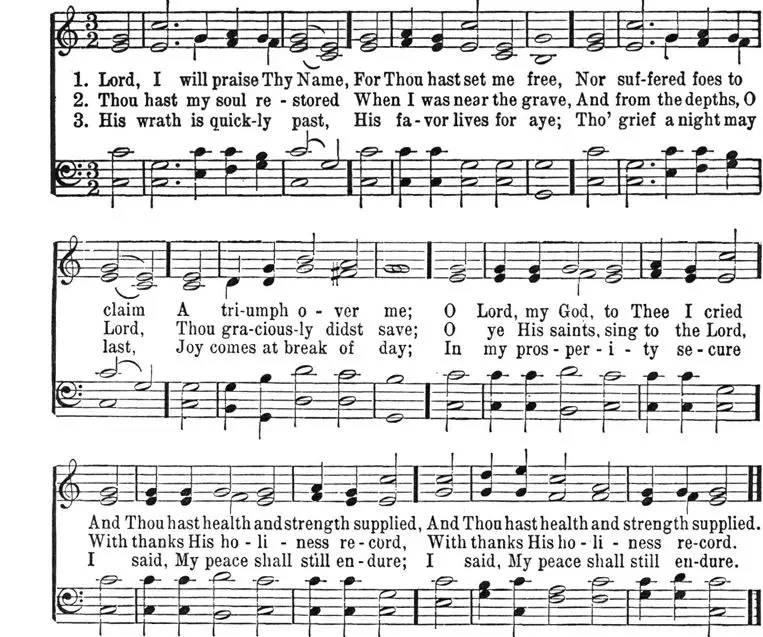 1. Lord, I will praise Thy Name, For Thou hast set me free, Nor suf-fered foes to
2. Thou hast my soul re - stored When I was near the grave, And from the depths, O
3. His wrath is quick-ly past, His fa-vor lives for aye; Tho' grief a night may
claim A tri-umph o - ver me; O Lord, my God, to Thee I cried
Lord, Thou gra-cious-ly didst save; O ye His saints, sing to the Lord,
last, Joy comes at break of day; In my pros-per - i - ty se-cure
And Thou hast health and strength supplied, And Thou hast health and strength supplied.
With thanks His ho - li - ness re-cord, With thanks His ho - li - ness re-cord.
I said, My peace shall still en-dure; I said, My peace shall still en-dure.